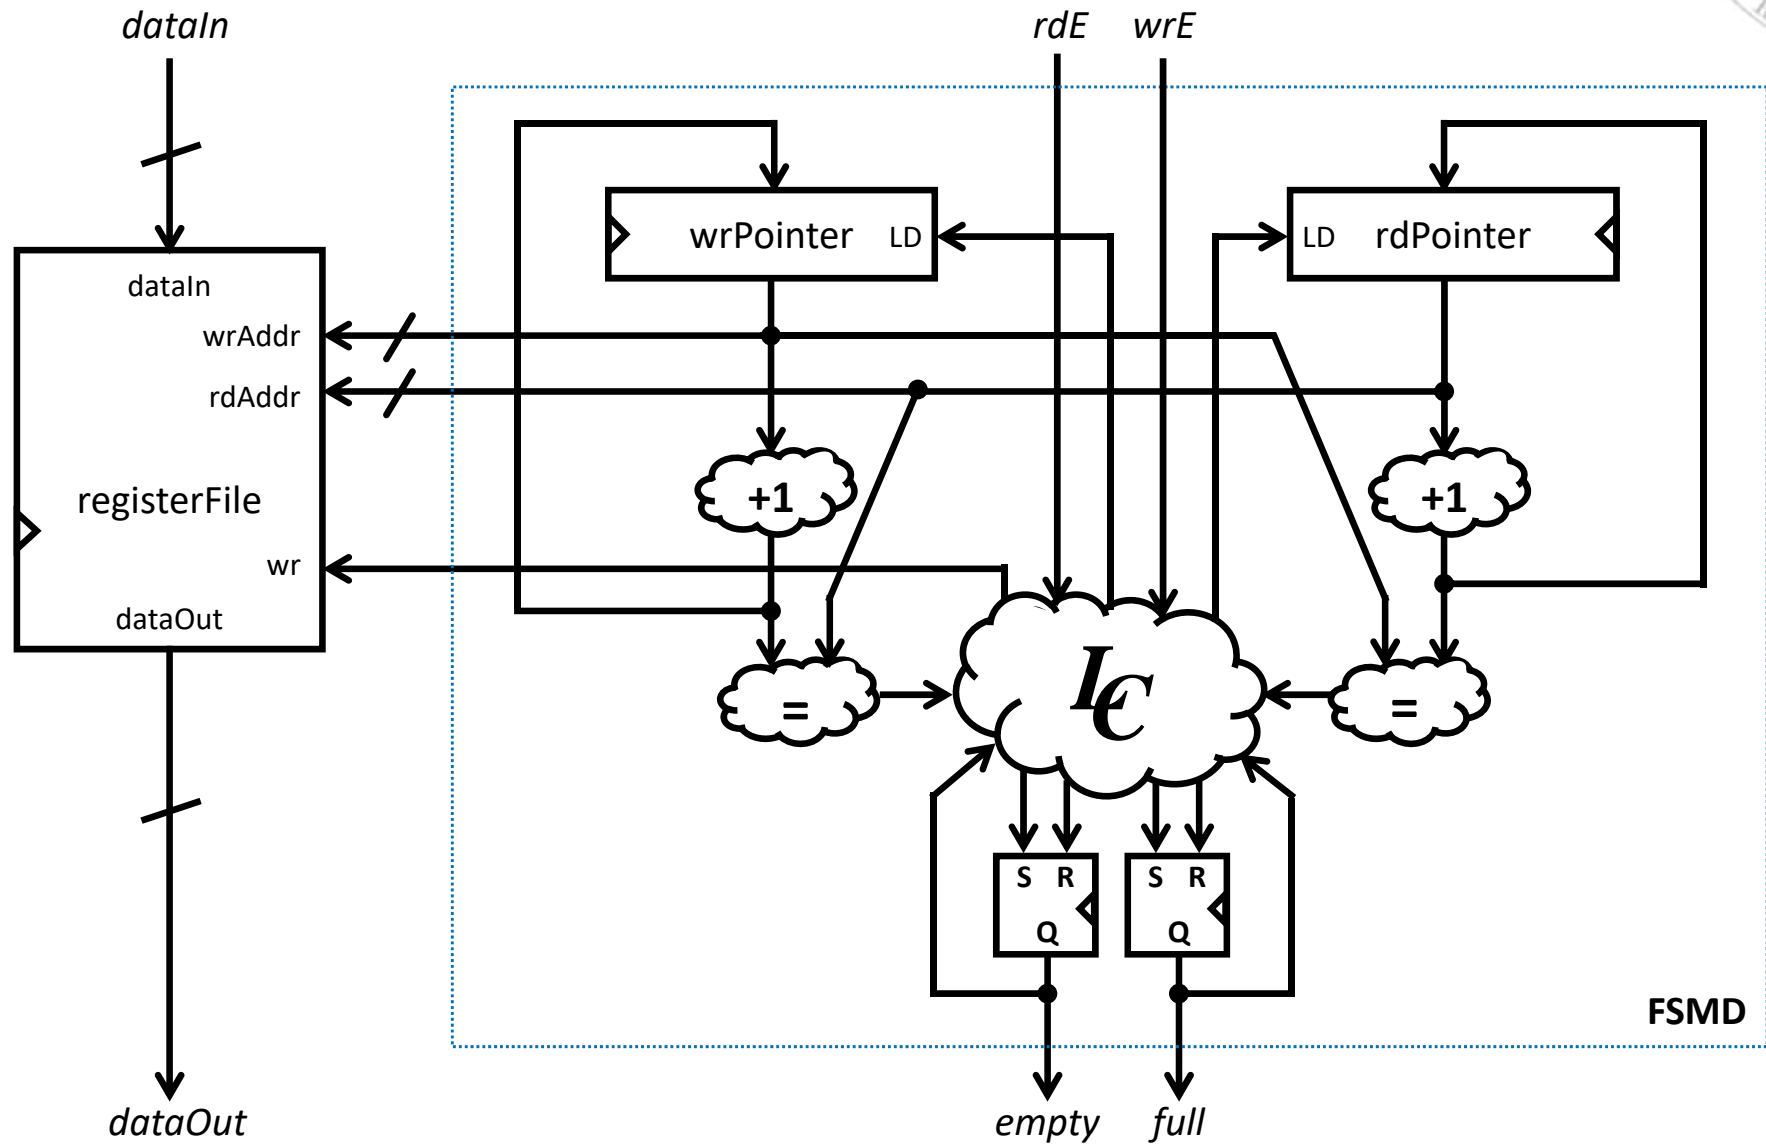 dataIn
rdE wrE
wrPointer LD
LD rdPointer
dataIn
wrAddr
rdAddr
registerFile
wr
dataOut
+1
+1
=
LC
=
S R
Q
S R
Q
FSMD
dataOut
empty
full